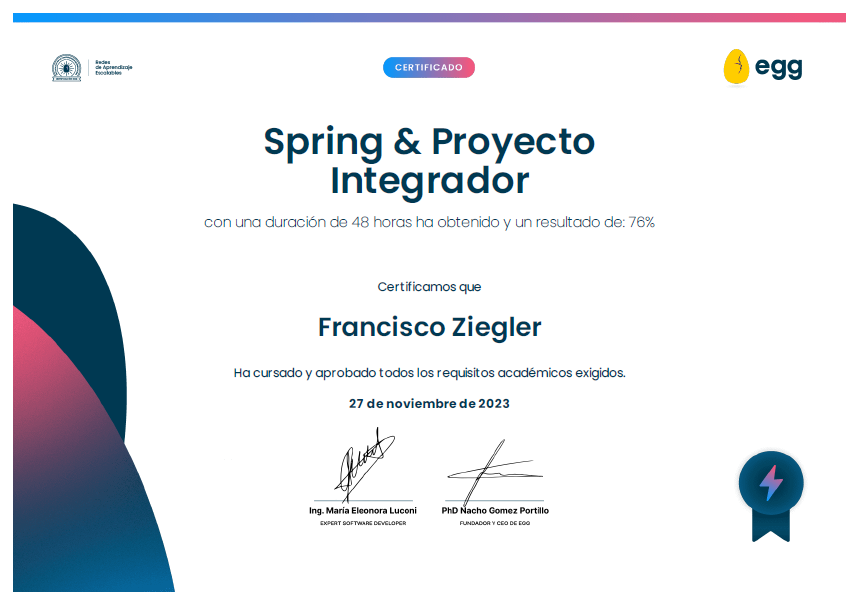 Redes
de Aprendizaje
Escalables
CERTIFICADO
egg
Spring & Proyecto
Integrador
con una duración de 48 horas ha obtenido y un resultado de: 76%
Certificamos que
Francisco Ziegler
Ha cursado y aprobado todos los requisitos académicos exigidos.
27 de noviembre de 2023
Ing. María Eleonora Luconi
EXPERT SOFTWARE DEVELOPER
PhD Nacho Gomez Portillo
FUNDADOR Y CEO DE EGG